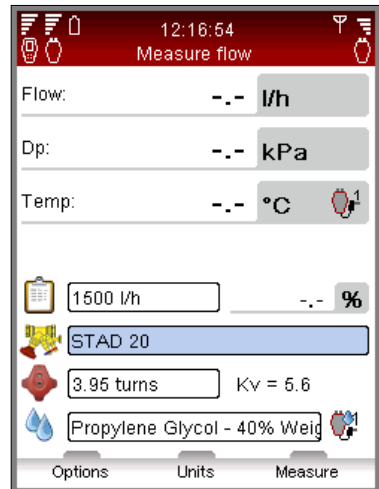 12:16:54
Measure flow
Flow: -.- l/h
Dp: -.- kPa
Temp: -.- °C 1
1500 l/h -.- %
STAD 20
3.95 turns Kv = 5.6
Propylene Glycol - 40% Weig
Options Units Measure